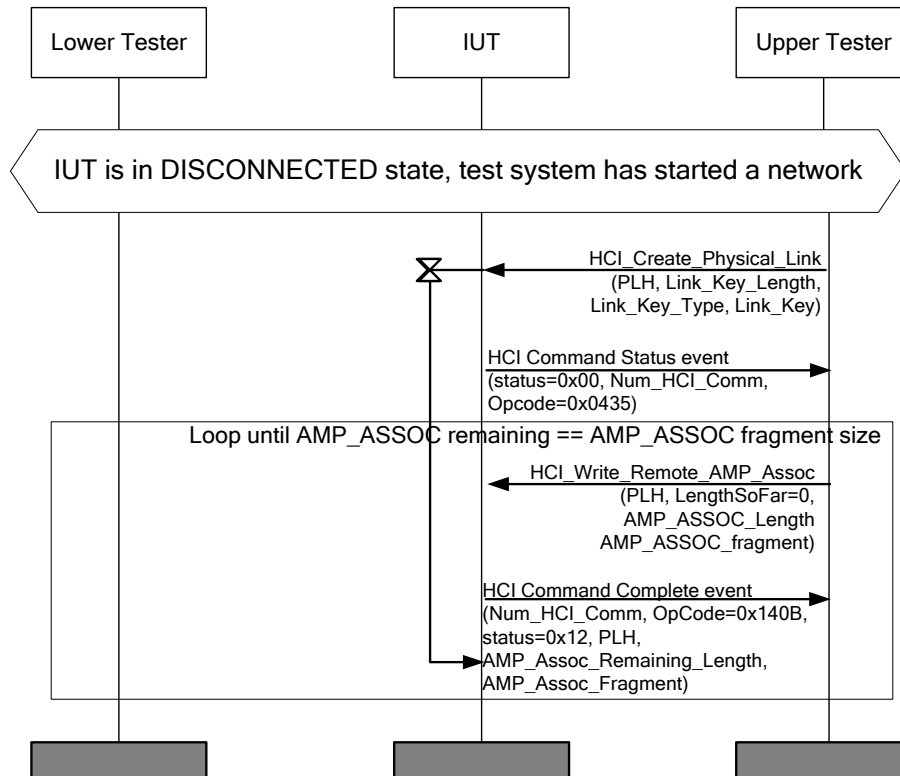 Lower Tester
IUT
Upper Tester
IUT is in DISCONNECTED state, test system has started a network
HCI_Create_Physical_Link
(PLH, Link_Key_Length,
Link_Key_Type, Link_Key)
HCI Command Status event
(status=0x00, Num_HCI_Comm,
Opcode=0x0435)
Loop until AMP_ASSOC remaining == AMP_ASSOC fragment size
HCI_Write_Remote_AMP_Assoc
(PLH, LengthSoFar=0,
AMP_ASSOC_Length
AMP_ASSOC_fragment)
HCI Command Complete event
(Num_HCI_Comm, OpCode=0x140B,
status=0x12, PLH,
AMP_Assoc_Remaining_Length,
AMP_Assoc_Fragment)